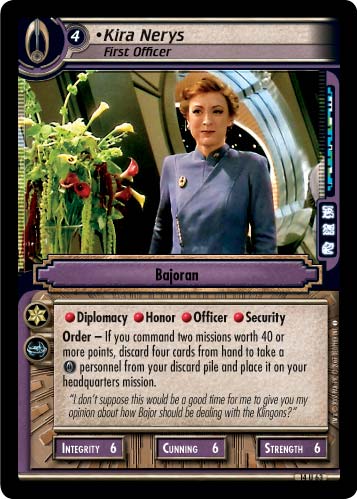 4
•Kira Nerys
First Officer
Bajoran
Diplomacy Honor Officer Security
Order – If you command two missions worth 40 or
more points, discard four cards from hand to take a
personnel from your discard pile and place it on your
headquarters mission.
"I don't suppose this would be a good time for me to give you my
opinion about how Bajor should be dealing with the Klingons?"
INTEGRITY 6 CUNNING 6 STRENGTH 6